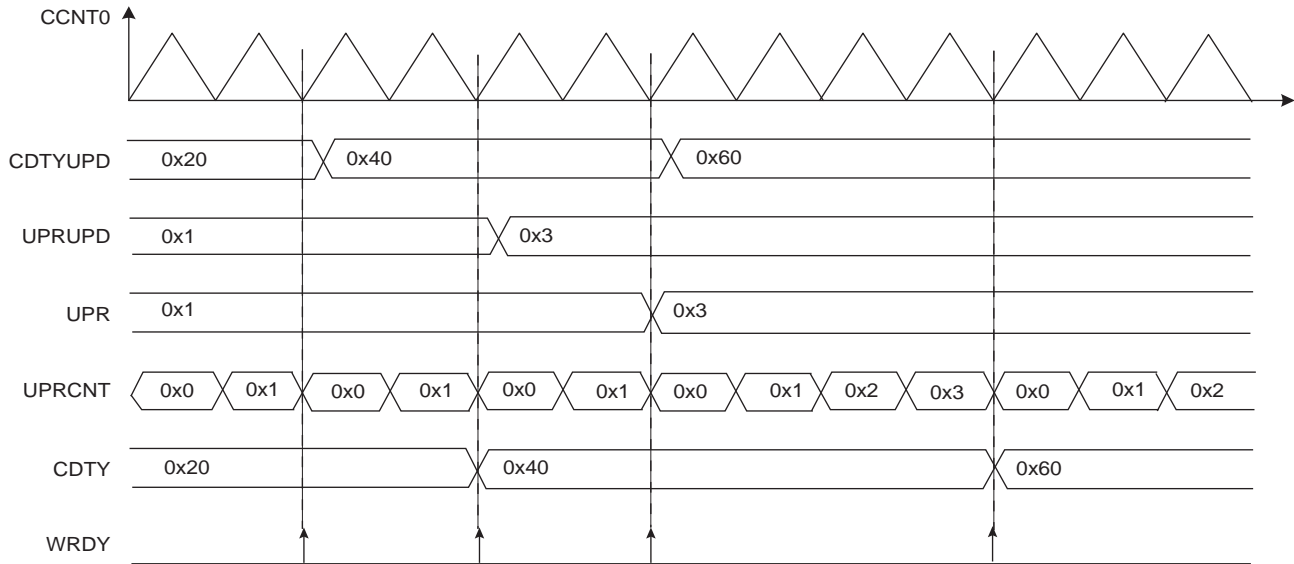 CCNT0
CDTYUPD 0x20 0x40 0x60
UPRUPD 0x1 0x3
UPR 0x1 0x3
UPRCNT 0x0 0x1 0x0 0x1 0x0 0x1 0x0 0x1 0x2 0x3 0x0 0x1 0x2
CDTY 0x20 0x40 0x60
WRDY